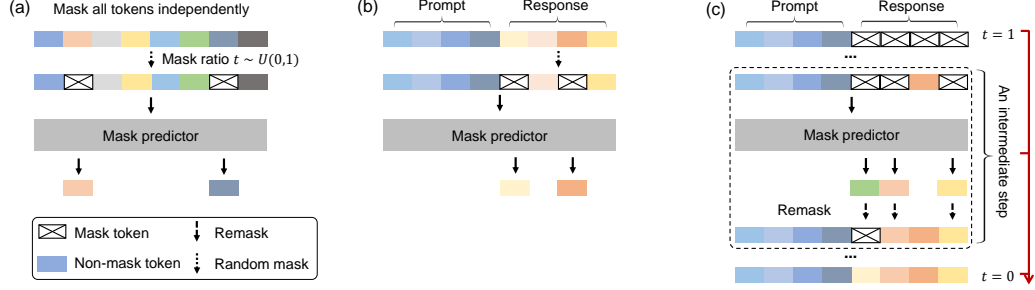 (a)
Mask all tokens independently
Mask ratio t ~ U(0,1)
Mask predictor
Mask token
Remask
Non-mask token
Random mask
(b)
Prompt
Response
Mask predictor
(c)
Prompt
Response
t = 1
...
Mask predictor
Remask
An intermediate step
...
t = 0